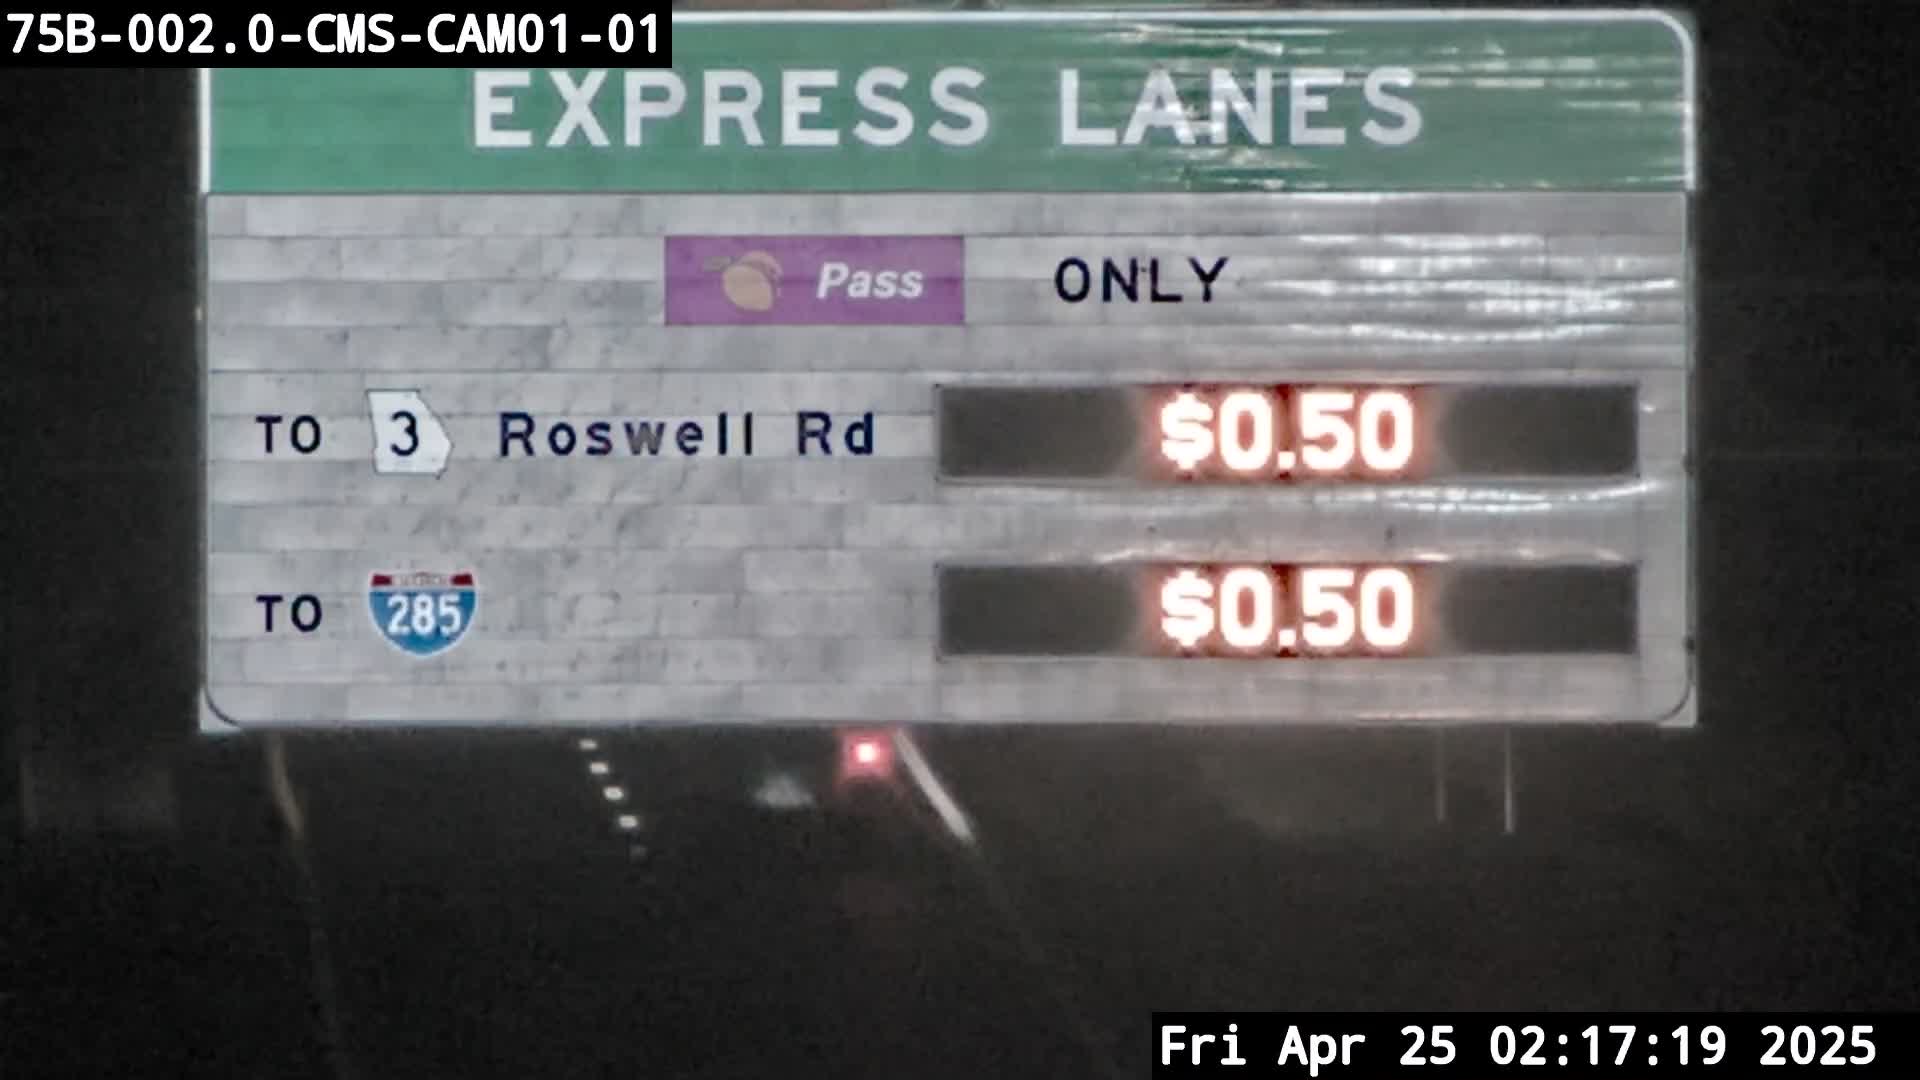 75B-002.0-CMS-CAM01-01
EXPRESS LANES
Pass ONLY
TO 3 Roswell Rd $0.50
TO 285 $0.50
Fri Apr 25 02:17:19 2025